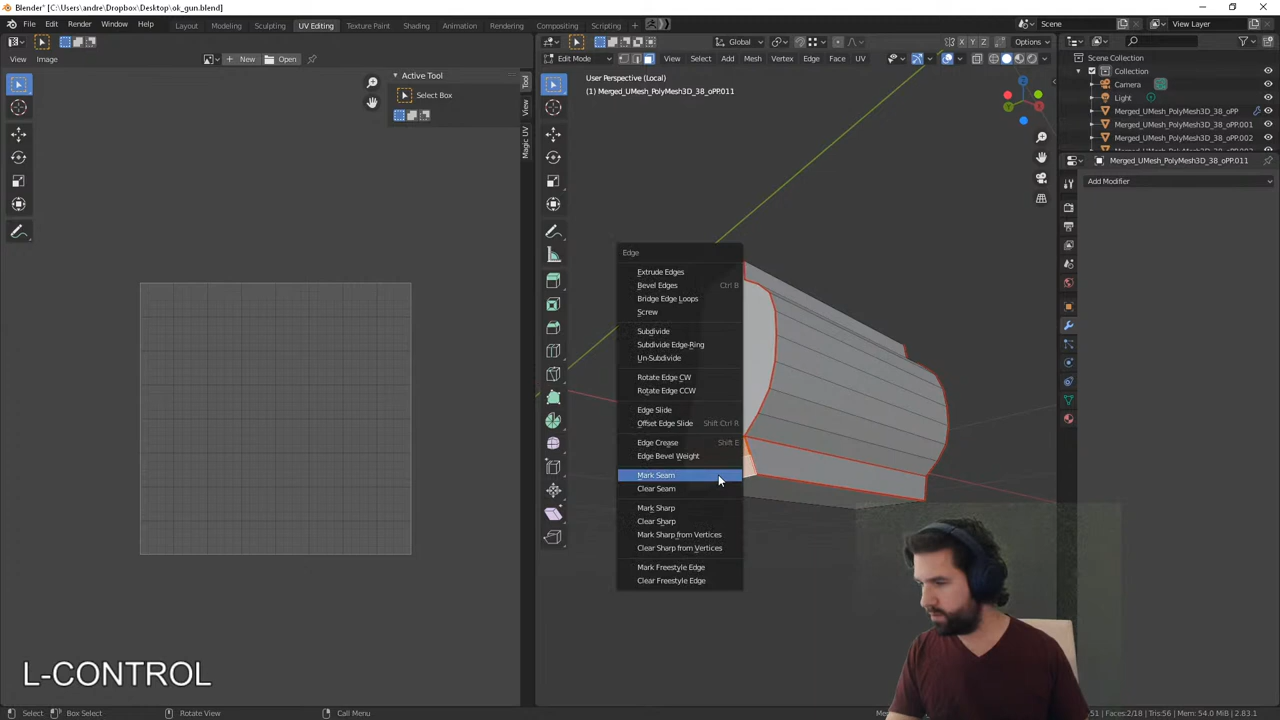 Blender* [C:\Users\andre\Dropbox\Desktop\ok_gun.blend]
File Edit Render Window Help
Layout Modeling Sculpting UV Editing Texture Paint Shading Animation Rendering Compositing Scripting +
Scene
View Layer
New
Open
Global
Options
View Image
Edit Mode
View Select Add Mesh Vertex Edge Face UV
Active Tool
Select Box
Tool
View
Magic UV
User Perspective (Local)
(1) Merged_UMesh_PolyMesh3D_38_oPP.011
Scene Collection
Collection
Camera
Light
Merged_UMesh_PolyMesh3D_38_oPP
Merged_UMesh_PolyMesh3D_38_oPP.001
Merged_UMesh_PolyMesh3D_38_oPP.002
Merged_UMesh_PolyMesh3D_38_oPP.011
Add Modifier
Edge
Extrude Edges
Bevel Edges Ctrl B
Bridge Edge Loops
Screw
Subdivide
Subdivide Edge-Ring
Un-Subdivide
Rotate Edge CW
Rotate Edge CCW
Edge Slide
Offset Edge Slide Shift Ctrl R
Edge Crease Shift E
Edge Bevel Weight
Mark Seam
Clear Seam
Mark Sharp
Clear Sharp
Mark Sharp from Vertices
Clear Sharp from Vertices
Mark Freestyle Edge
Clear Freestyle Edge
L-CONTROL
Select
Box Select
Rotate View
Call Menu
51 | Faces:2/18 | Tris:56 | Mem: 54.0 MiB | 2.83.1